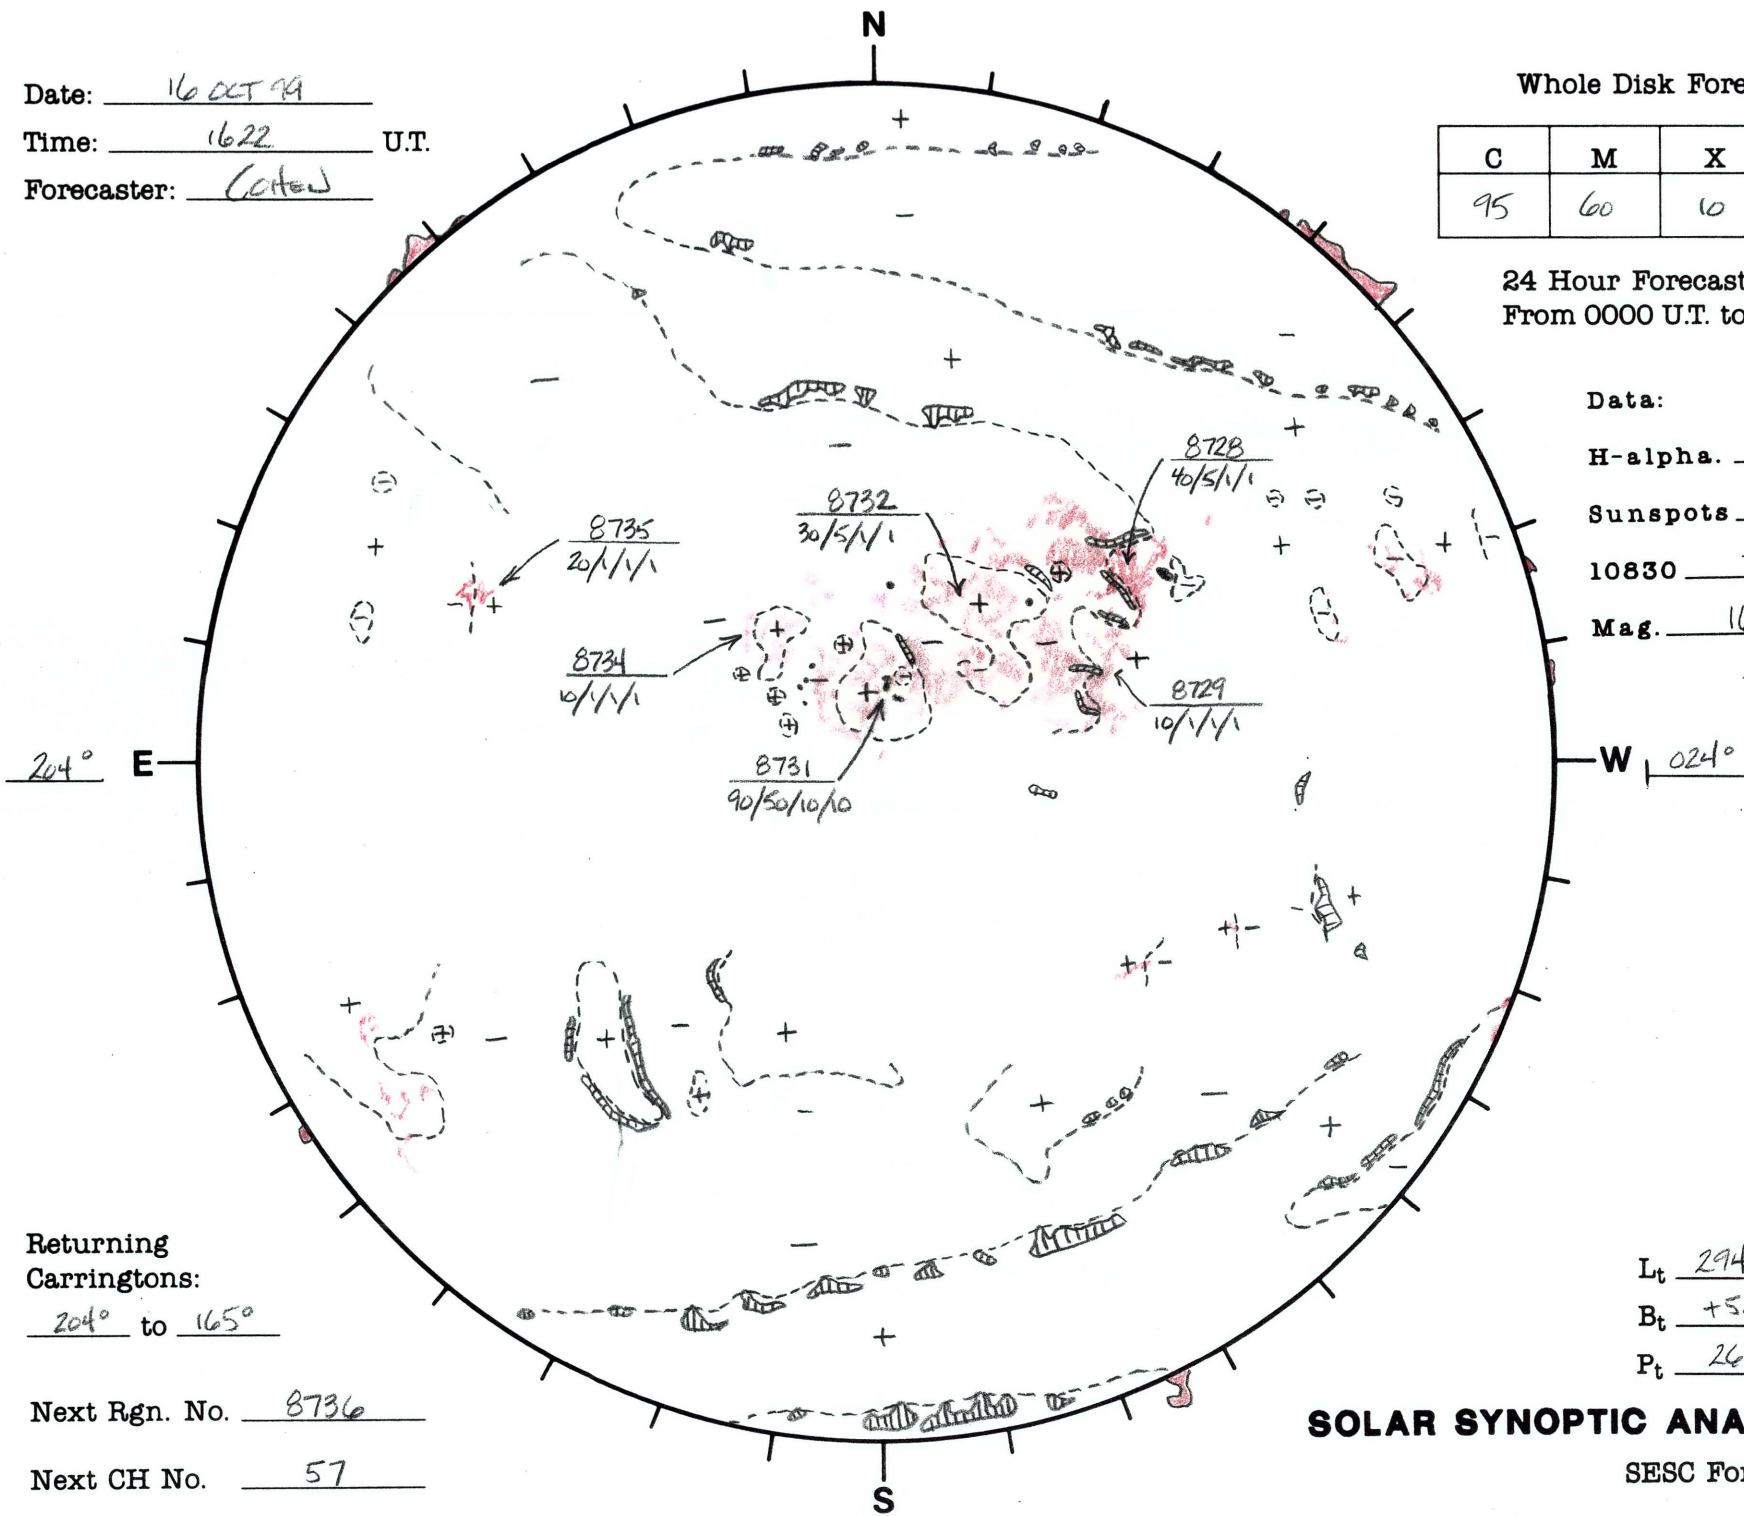 N
Date: 16 OCT 99
Time: 1622 U.T.
Forecaster: COHEN
Whole Disk Fore
C M X
95 60 10
24 Hour Forecast
From 0000 U.T. to
Data:
H-alpha.
Sunspots
10830
Mag.
8728
40/5/1/1
8732
30/5/1/1
8735
20/1/1/1
8734
10/1/1/1
8729
10/1/1/1
8731
90/50/10/10
204° E
W 024°
Returning
Carringtons:
204° to 165°
Next Rgn. No. 8736
Next CH No. 57
Lt 294
Bt +5.
Pt 26
SOLAR SYNOPTIC ANA
SESC For
S